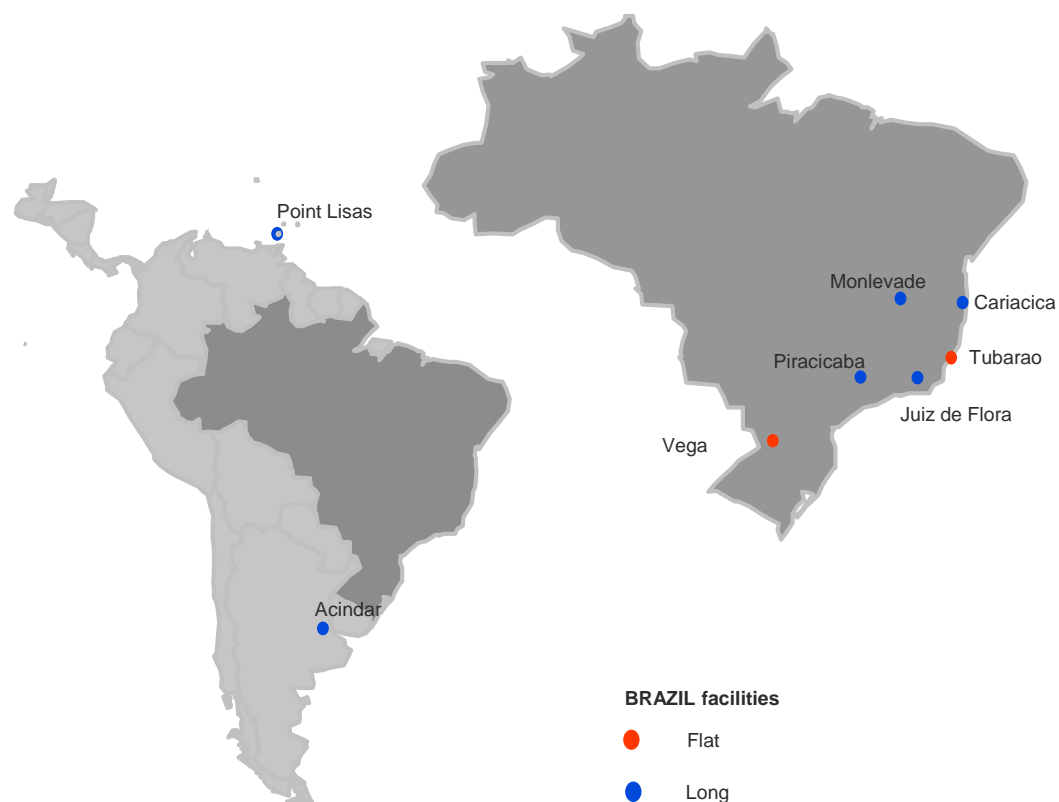 Point Lisas
Monlevade
Cariacica
Tubarao
Piracicaba
Juiz de Flora
Vega
Acindar
BRAZIL facilities
Flat
Long